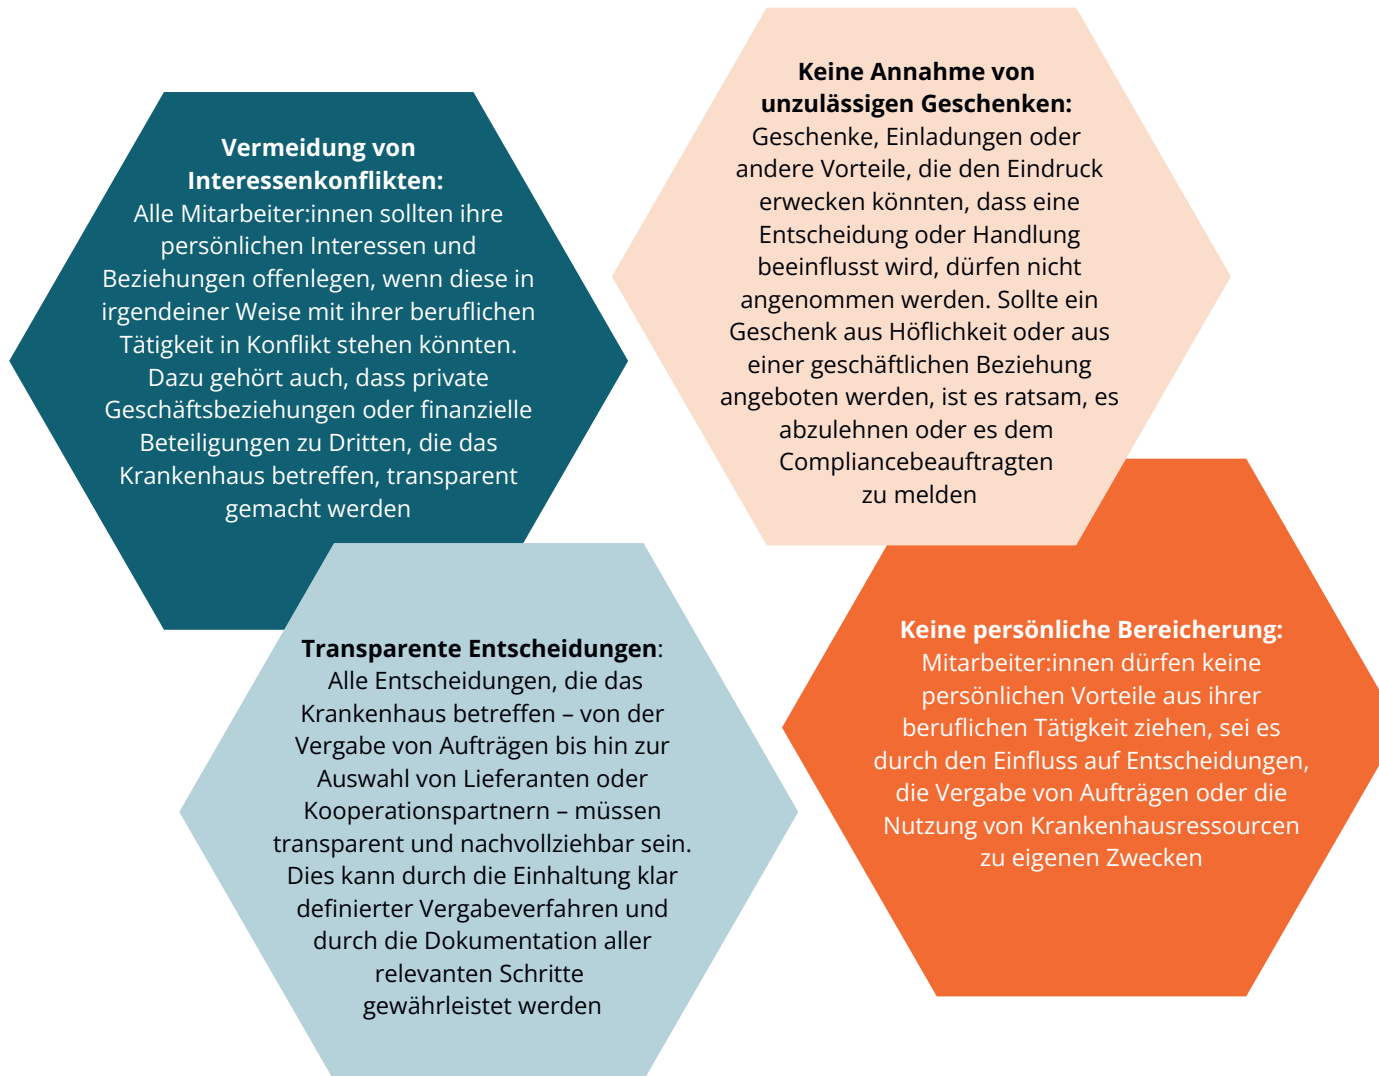 Vermeidung von
Interessenkonflikten:
Alle Mitarbeiter:innen sollten ihre
persönlichen Interessen und
Beziehungen offenlegen, wenn diese in
irgendeiner Weise mit ihrer beruflichen
Tätigkeit in Konflikt stehen könnten.
Dazu gehört auch, dass private
Geschäftsbeziehungen oder finanzielle
Beteiligungen zu Dritten, die das
Krankenhaus betreffen, transparent
gemacht werden
Keine Annahme von
unzulässigen Geschenken:
Geschenke, Einladungen oder
andere Vorteile, die den Eindruck
erwecken könnten, dass eine
Entscheidung oder Handlung
beeinflusst wird, dürfen nicht
angenommen werden. Sollte ein
Geschenk aus Höflichkeit oder aus
einer geschäftlichen Beziehung
angeboten werden, ist es ratsam, es
abzulehnen oder es dem
Compliancebeauftragten
zu melden
Transparente Entscheidungen:
Alle Entscheidungen, die das
Krankenhaus betreffen – von der
Vergabe von Aufträgen bis hin zur
Auswahl von Lieferanten oder
Kooperationspartnern – müssen
transparent und nachvollziehbar sein.
Dies kann durch die Einhaltung klar
definierter Vergabeverfahren und
durch die Dokumentation aller
relevanten Schritte
gewährleistet werden
Keine persönliche Bereicherung:
Mitarbeiter:innen dürfen keine
persönlichen Vorteile aus ihrer
beruflichen Tätigkeit ziehen, sei es
durch den Einfluss auf Entscheidungen,
die Vergabe von Aufträgen oder die
Nutzung von Krankenhausressourcen
zu eigenen Zwecken